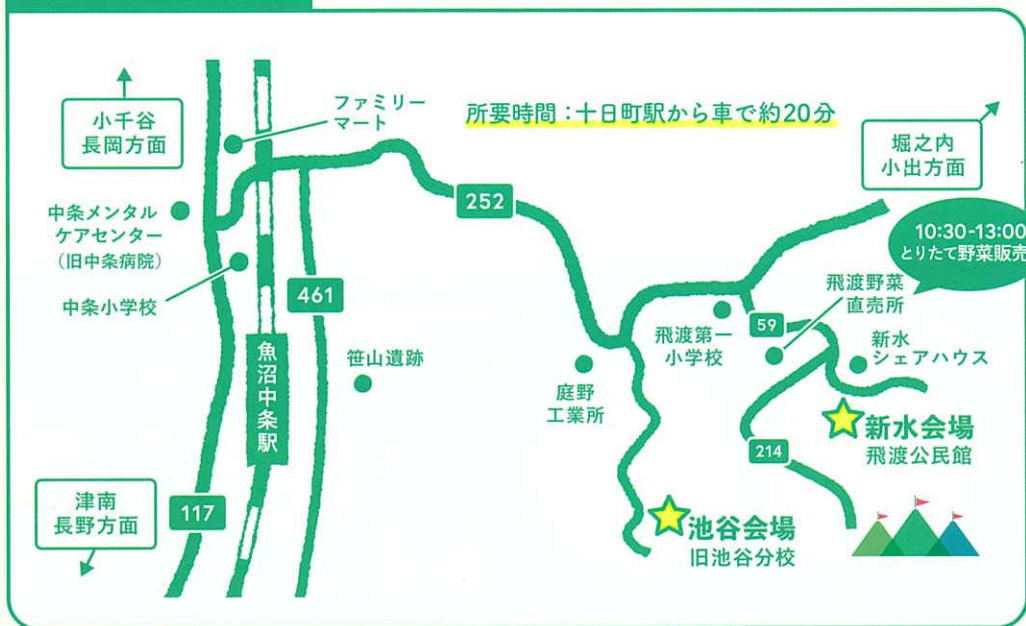 所要時間：十日町駅から車で約20分
小千谷
長岡方面
ファミリー
マート
堀之内
小出方面
中条メンタル
ケアセンター
（旧中条病院）
252
10:30-13:00
とりたて野菜販売
中条小学校
461
飛渡野菜
直売所
飛渡第一
小学校
59
新水
シェアハウス
魚沼中条駅
笹山遺跡
庭野
工業所
新水会場
飛渡公民館
214
津南
長野方面
117
池谷会場
旧池谷分校